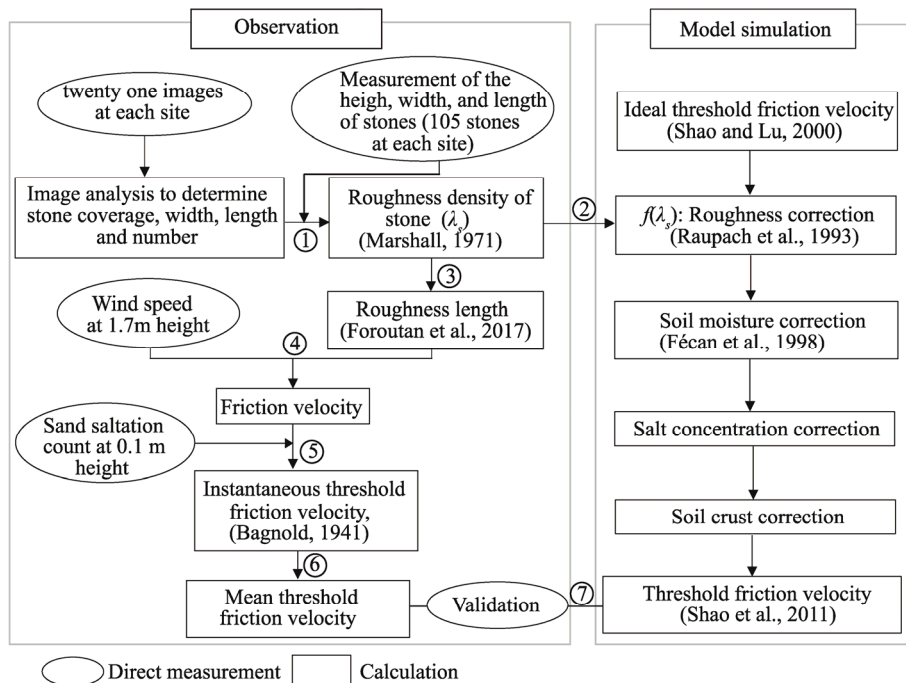 Observation
twenty one images
at each site
Measurement of the
heigh, width, and length
of stones (105 stones
at each site)
Image analysis to determine
stone coverage, width, length
and number
①
Roughness density of
stone (λs)
(Marshall, 1971)
②
③
Wind speed
at 1.7m height
Roughness length
(Foroutan et al., 2017)
④
Friction velocity
Sand saltation
count at 0.1 m
height
⑤
Instantaneous threshold
friction velocity,
(Bagnold, 1941)
⑥
Mean threshold
friction velocity
Validation
⑦
Model simulation
Ideal threshold friction velocity
(Shao and Lu, 2000)
f(λs): Roughness correction
(Raupach et al., 1993)
Soil moisture correction
(Fécan et al., 1998)
Salt concentration correction
Soil crust correction
Threshold friction velocity
(Shao et al., 2011)
Direct measurement
Calculation